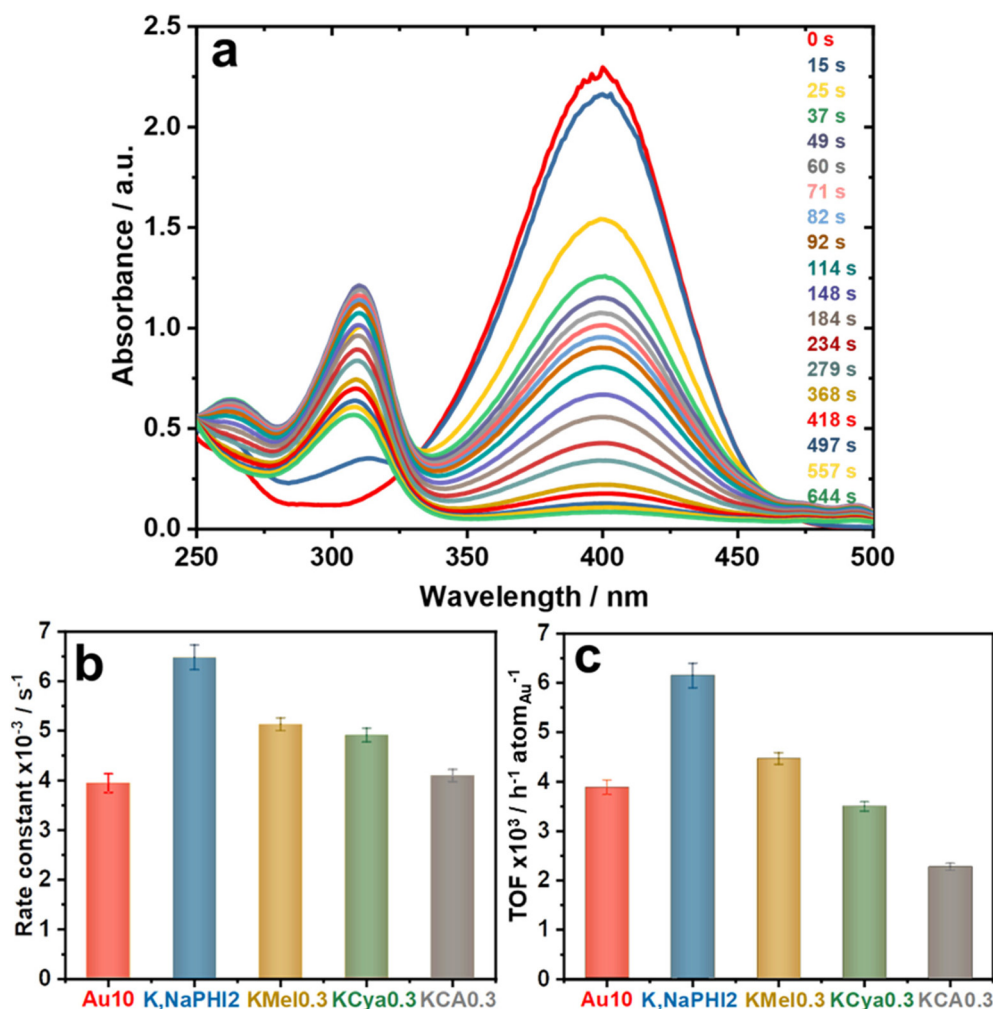 a
2.5
2.0
1.5
1.0
0.5
0.0
Absorbance / a.u.
250 300 350 400 450 500
Wavelength / nm
0 s
15 s
25 s
37 s
49 s
60 s
71 s
82 s
92 s
114 s
148 s
184 s
234 s
279 s
368 s
418 s
497 s
557 s
644 s
b
7
6
5
4
3
2
1
0
Rate constant x10⁻³ / s⁻¹
Au10 K,NaPHI2 KMel0.3 KCya0.3 KCA0.3
c
7
6
5
4
3
2
1
0
TOF x10³ / h⁻¹ atom_Au⁻¹
Au10 K,NaPHI2 KMel0.3 KCya0.3 KCA0.3